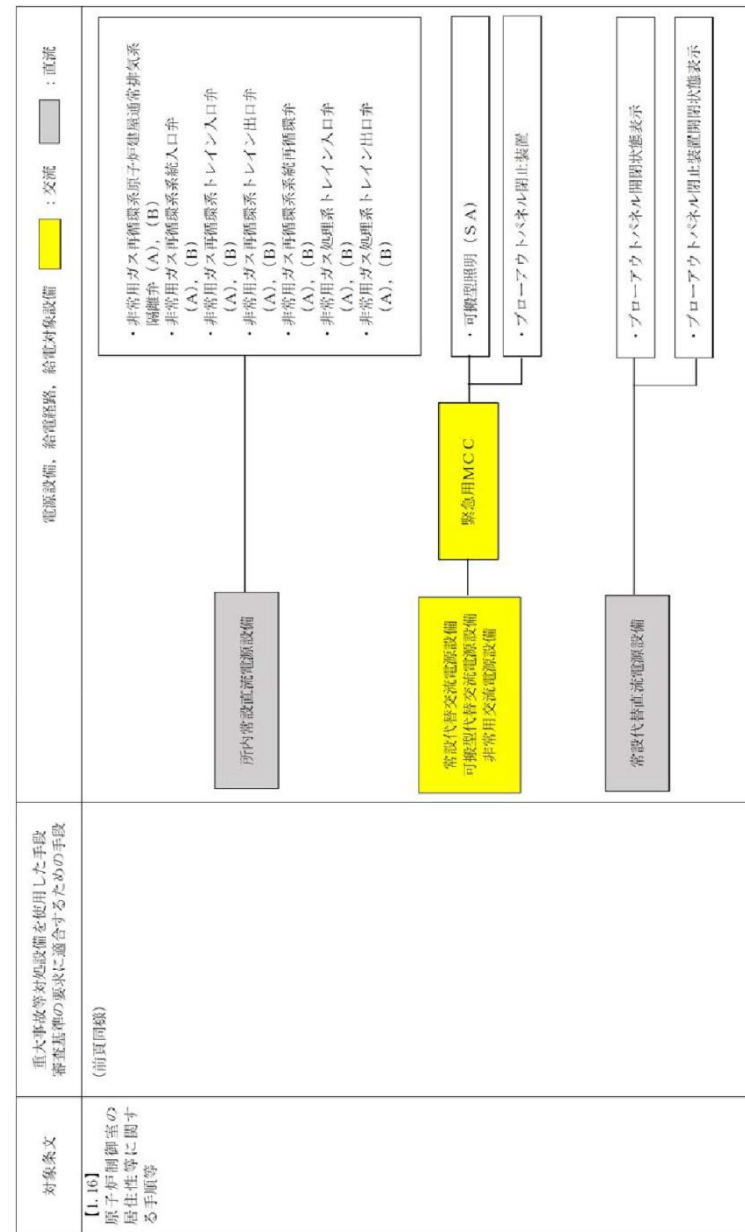 対象条文
重大事故等対処設備を使用した手段
審査基準の要求に適合するための手段
電源設備，給電経路，給電対象設備
：交流
：直流
【1.16】
原子炉制御室の
居住性等に関す
る手順等
（前頁同様）
所内常設直流電源設備
・非常用ガス再循環系原子炉建屋通常排気系
隔離弁（A），（B）
・非常用ガス再循環系系統入口弁
（A），（B）
・非常用ガス再循環系トレイン入口弁
（A），（B）
・非常用ガス再循環系トレイン出口弁
（A），（B）
・非常用ガス再循環系系統再循環弁
（A），（B）
・非常用ガス処理系トレイン入口弁
（A），（B）
・非常用ガス処理系トレイン出口弁
（A），（B）
常設代替交流電源設備
可搬型代替交流電源設備
非常用交流電源設備
緊急用ＭＣＣ
・可搬型照明（ＳＡ）
・ブローアウトパネル閉止装置
常設代替直流電源設備
・ブローアウトパネル開閉状態表示
・ブローアウトパネル閉止装置開閉状態表示